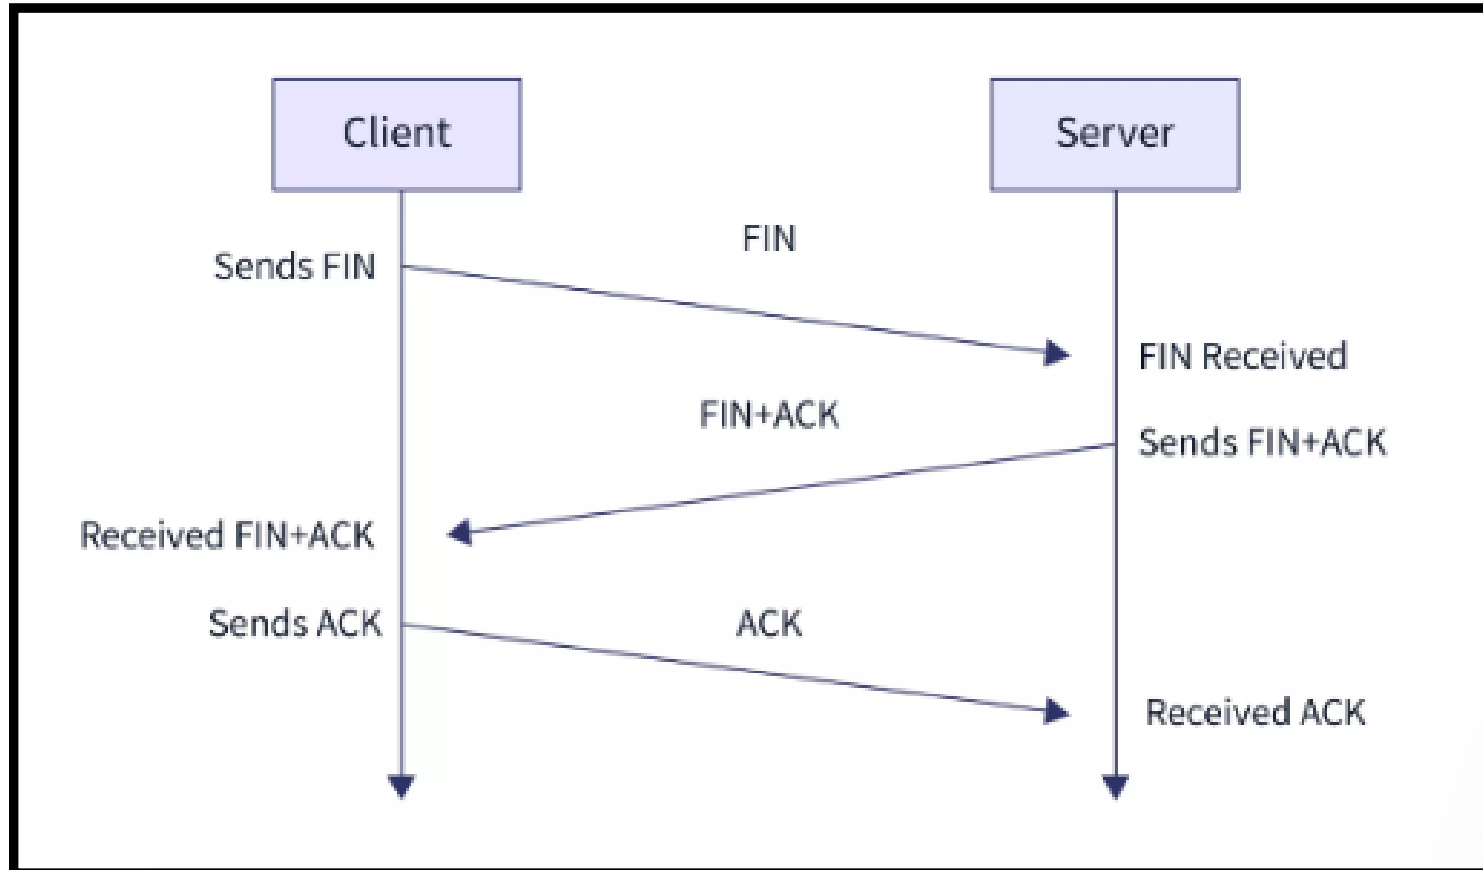 Client
Server
FIN
Sends FIN
FIN Received
FIN+ACK
Sends FIN+ACK
Received FIN+ACK
Sends ACK
ACK
Received ACK